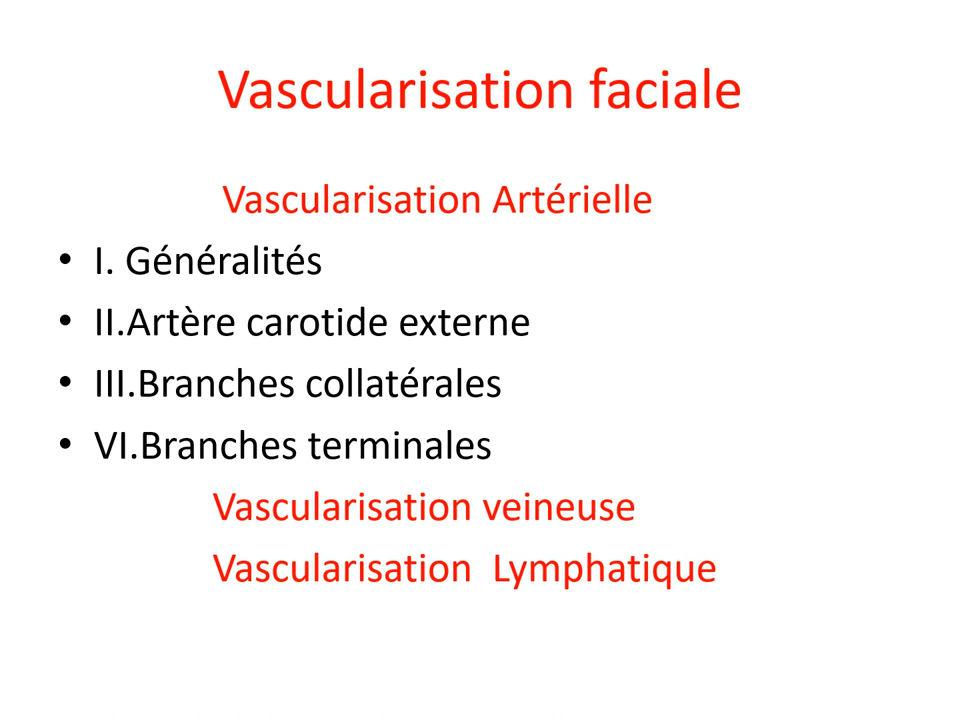 Vascularisation faciale
Vascularisation Artérielle
• I. Généralités
• II.Artère carotide externe
• III.Branches collatérales
• VI.Branches terminales
Vascularisation veineuse
Vascularisation  Lymphatique